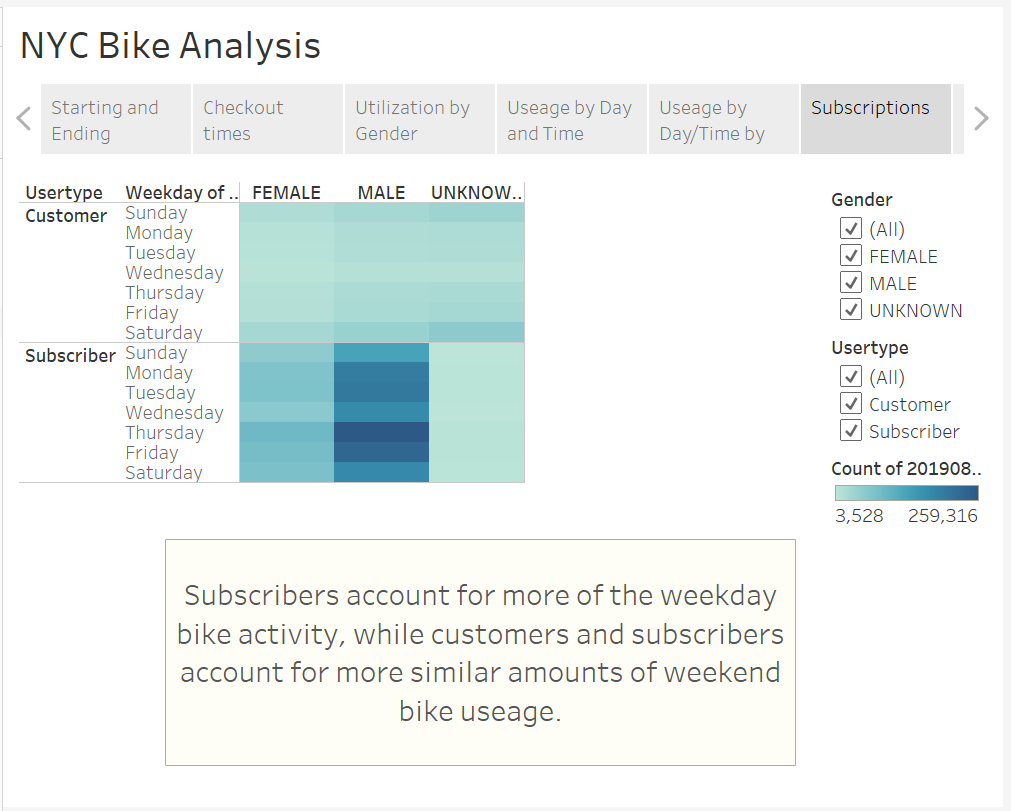 NYC Bike Analysis
Starting and
Ending
Checkout
times
Utilization by
Gender
Useage by Day
and Time
Useage by
Day/Time by
Subscriptions
Usertype Weekday of .. FEMALE MALE UNKNOW..
Customer Sunday
Monday
Tuesday
Wednesday
Thursday
Friday
Saturday
Subscriber Sunday
Monday
Tuesday
Wednesday
Thursday
Friday
Saturday
Gender
(All)
FEMALE
MALE
UNKNOWN
Usertype
(All)
Customer
Subscriber
Count of 201908..
3,528 259,316
Subscribers account for more of the weekday
bike activity, while customers and subscribers
account for more similar amounts of weekend
bike useage.